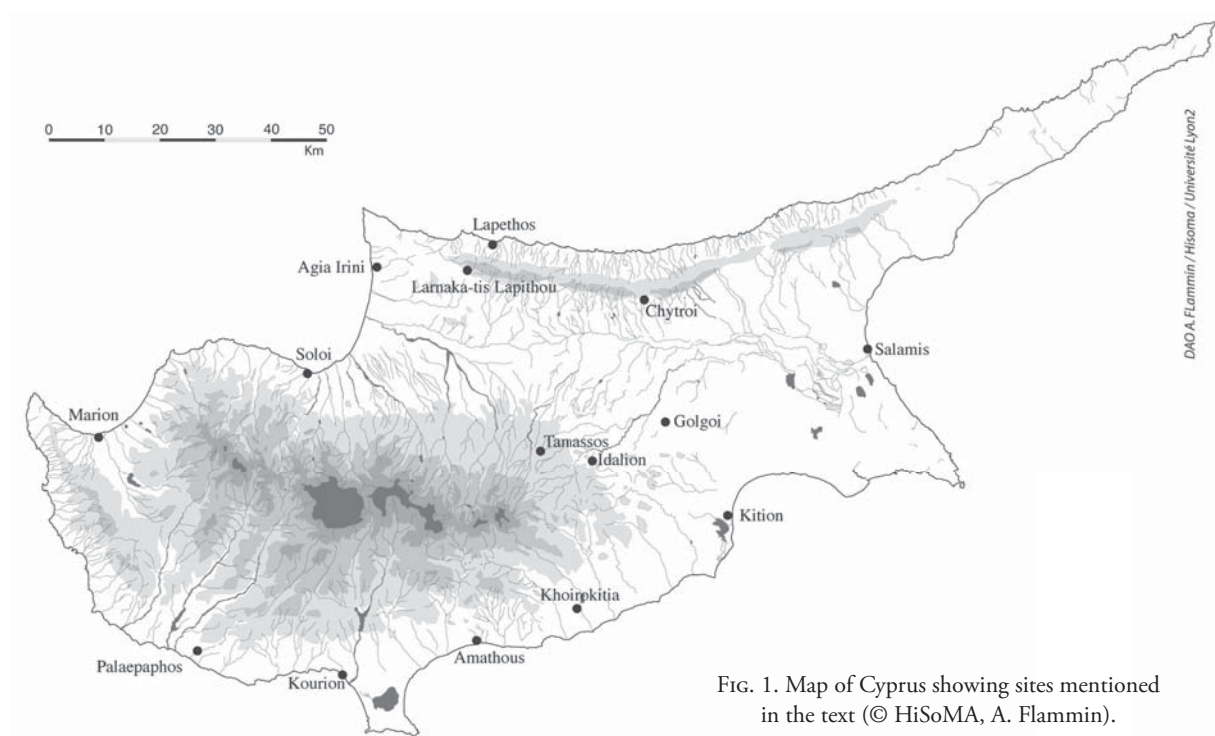 0 10 20 30 40 50
Km
DAO A. FLammin / Hisoma / Université Lyon2
Lapethos
Agia Irini
Larnaka-tis Lapithou
Chytroi
Soloi
Salamis
Marion
Golgoi
Tamassos
Idalion
Kition
Khoirokitia
Amathous
Palaepaphos
Kourion
FIG. 1. Map of Cyprus showing sites mentioned
in the text (© HiSoMA, A. Flammin).